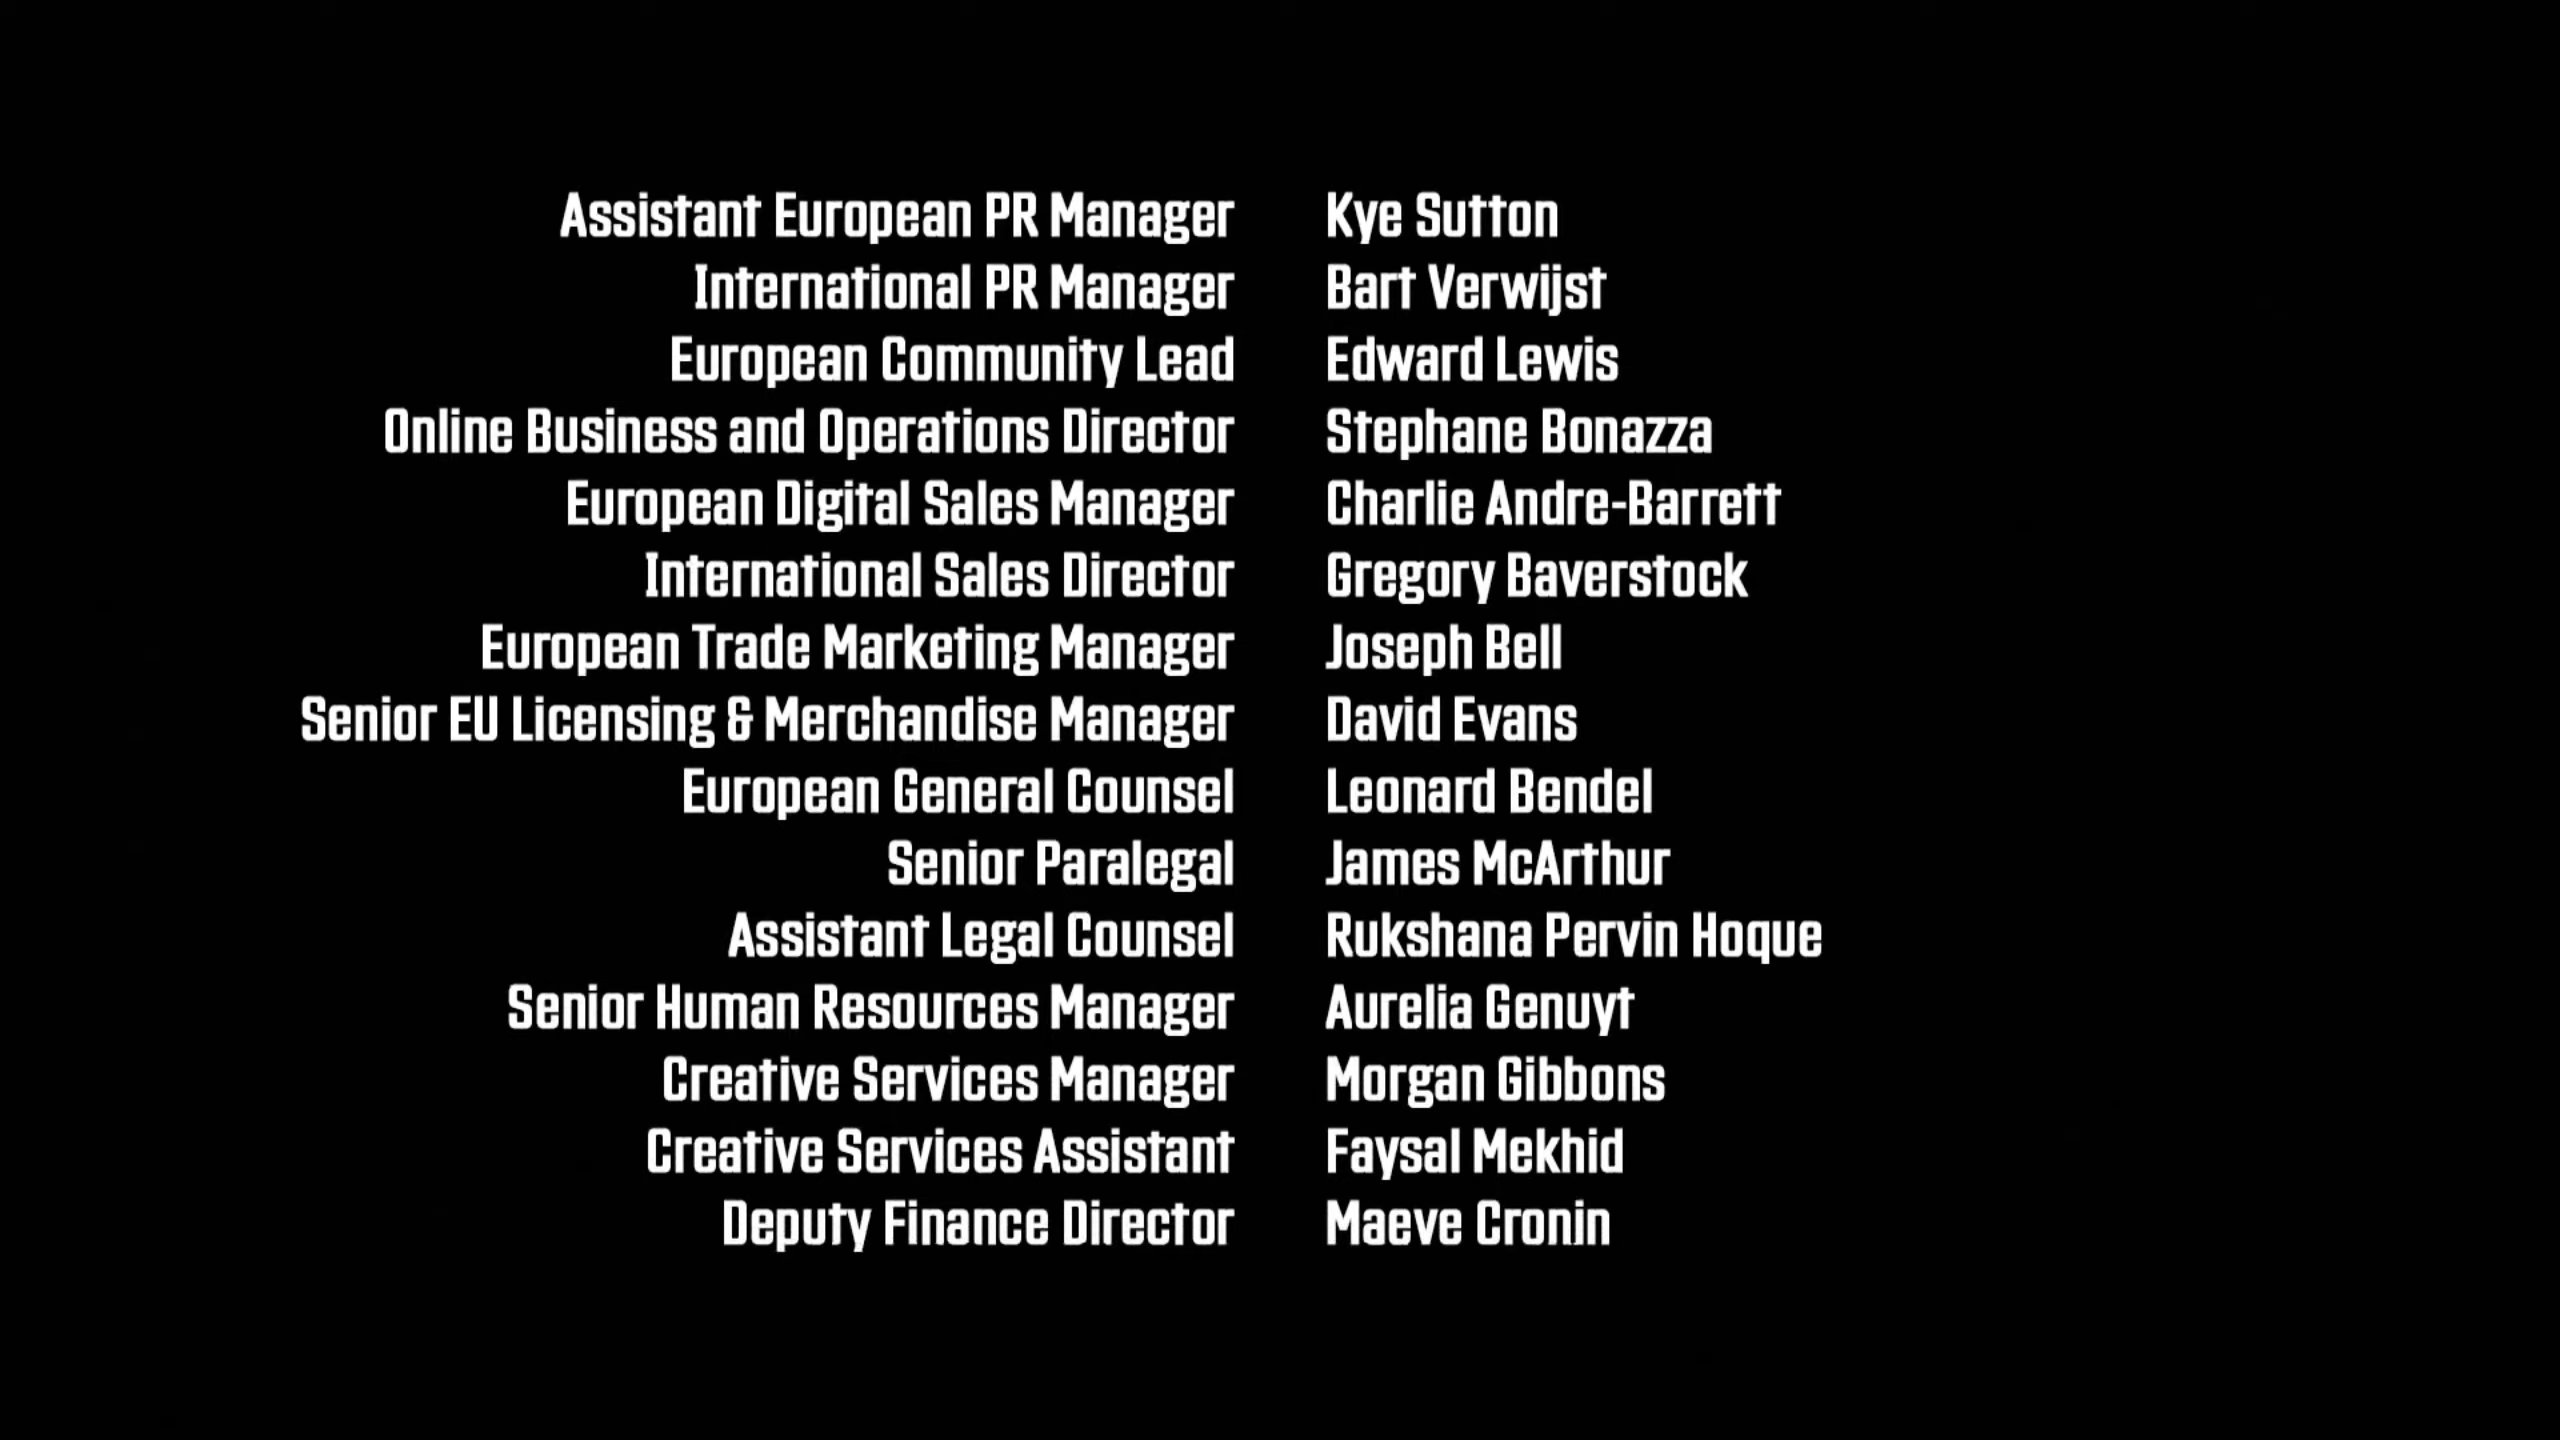 Assistant European PR Manager Kye Sutton
International PR Manager Bart Verwijst
European Community Lead Edward Lewis
Online Business and Operations Director Stephane Bonazza
European Digital Sales Manager Charlie Andre-Barrett
International Sales Director Gregory Baverstock
European Trade Marketing Manager Joseph Bell
Senior EU Licensing & Merchandise Manager David Evans
European General Counsel Leonard Bendel
Senior Paralegal James McArthur
Assistant Legal Counsel Rukshana Pervin Hoque
Senior Human Resources Manager Aurelia Genuyt
Creative Services Manager Morgan Gibbons
Creative Services Assistant Faysal Mekhid
Deputy Finance Director Maeve Cronin